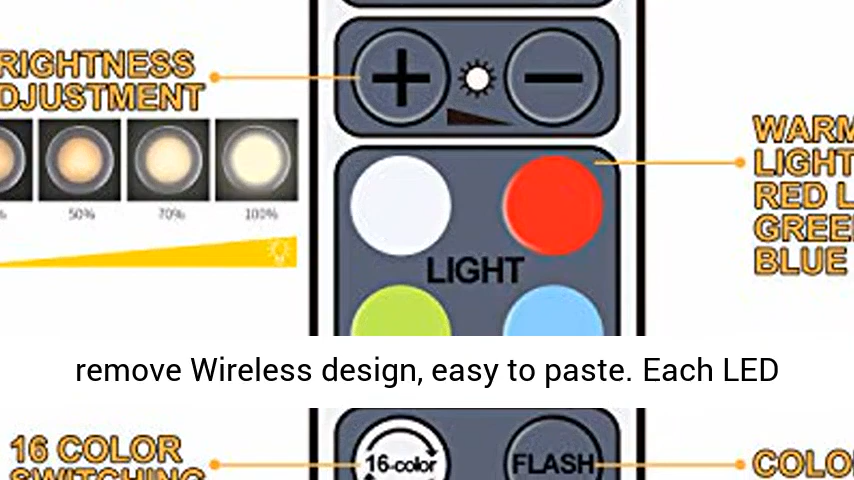 RIGHTNESS
DJUSTMENT
50%
70%
100%
WARM
LIGHT
RED L
GREE
BLUE
LIGHT
remove Wireless design, easy to paste. Each LED
16 COLOR
SWITCHING
16-color
FLASH
COLO